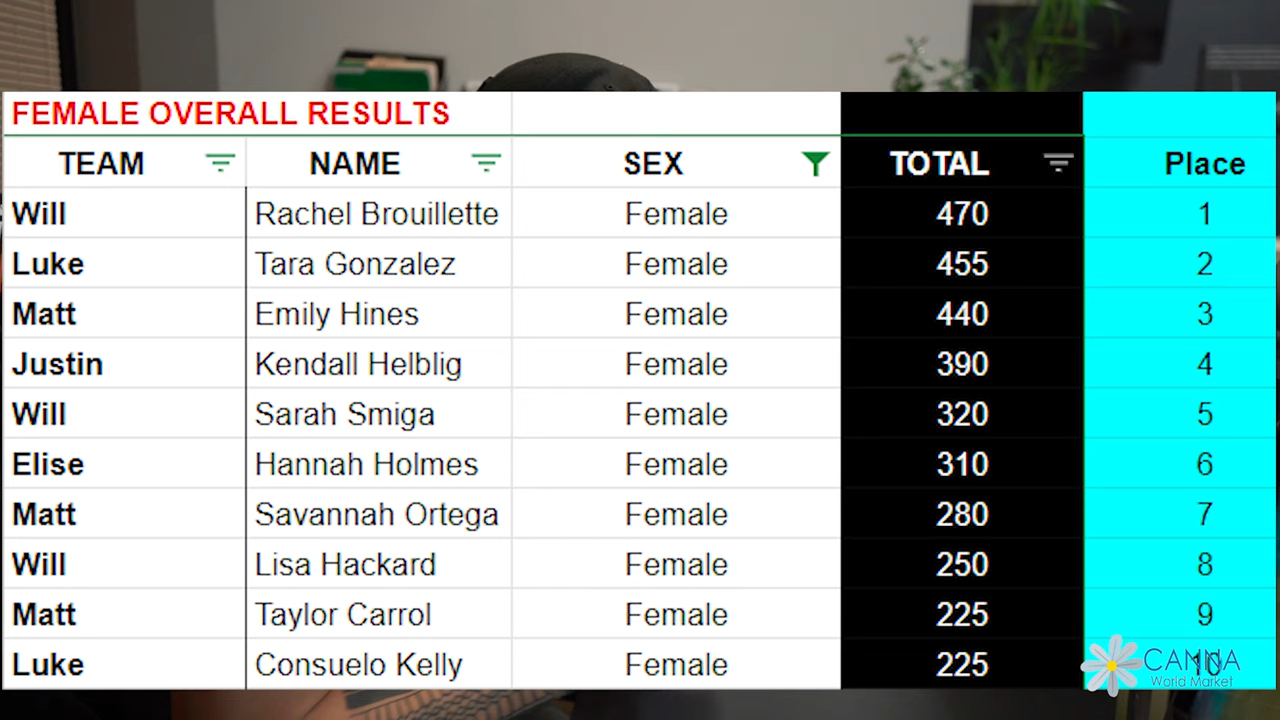 FEMALE OVERALL RESULTS
TEAM NAME SEX TOTAL Place
Will Rachel Brouillette Female 470 1
Luke Tara Gonzalez Female 455 2
Matt Emily Hines Female 440 3
Justin Kendall Helblig Female 390 4
Will Sarah Smiga Female 320 5
Elise Hannah Holmes Female 310 6
Matt Savannah Ortega Female 280 7
Will Lisa Hackard Female 250 8
Matt Taylor Carrol Female 225 9
Luke Consuelo Kelly Female 225 10
CANNA
World Market